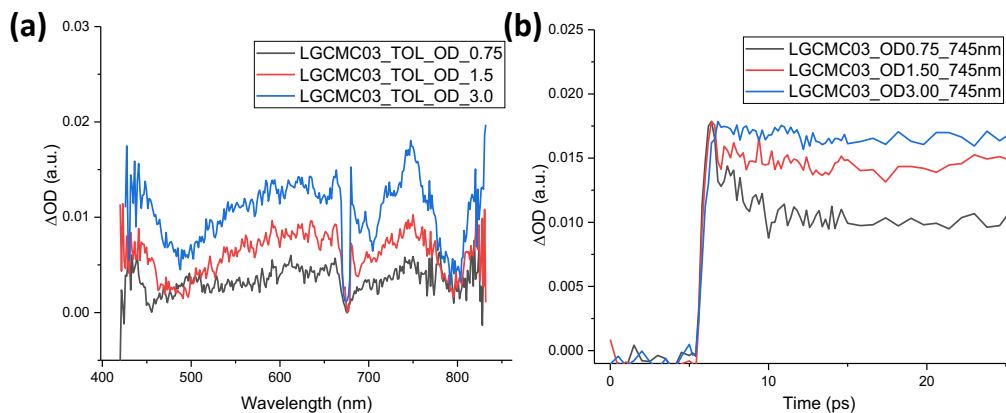 (a)
0.03
LGCMC03_TOL_OD_0.75
LGCMC03_TOL_OD_1.5
LGCMC03_TOL_OD_3.0
0.02
0.01
0.00
ΔOD (a.u.)
400 500 600 700 800
Wavelength (nm)
(b)
0.025
LGCMC03_OD0.75_745nm
LGCMC03_OD1.50_745nm
LGCMC03_OD3.00_745nm
0.020
0.015
0.010
0.005
0.000
ΔOD (a.u.)
0 10 20
Time (ps)